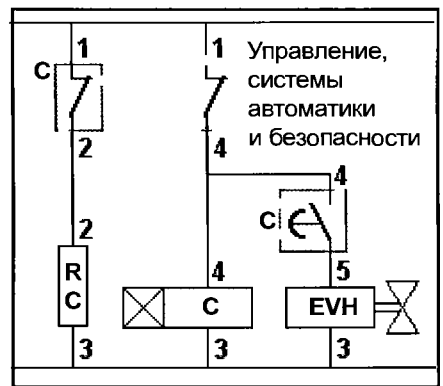 1
1
Управление,
системы
автоматики
и безопасности
C
2
4
4
C
2
4
5
R
C
C
EVH
3
3
3